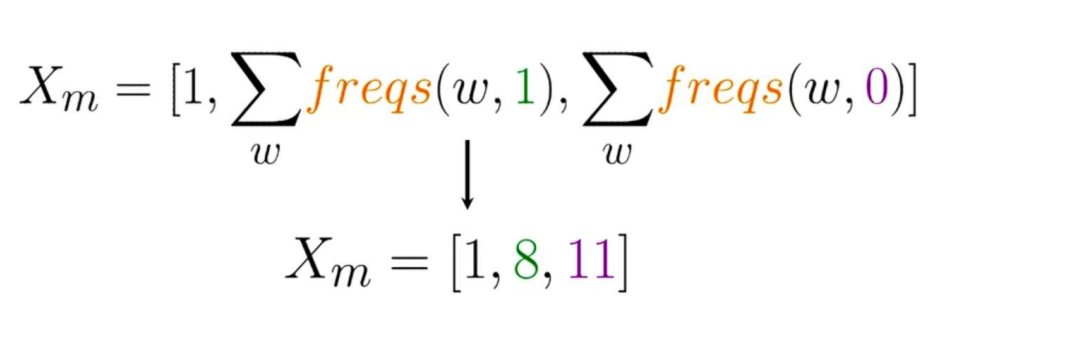 X_m = [1, ∑_w freqs(w, 1), ∑_w freqs(w, 0)]
X_m = [1, 8, 11]